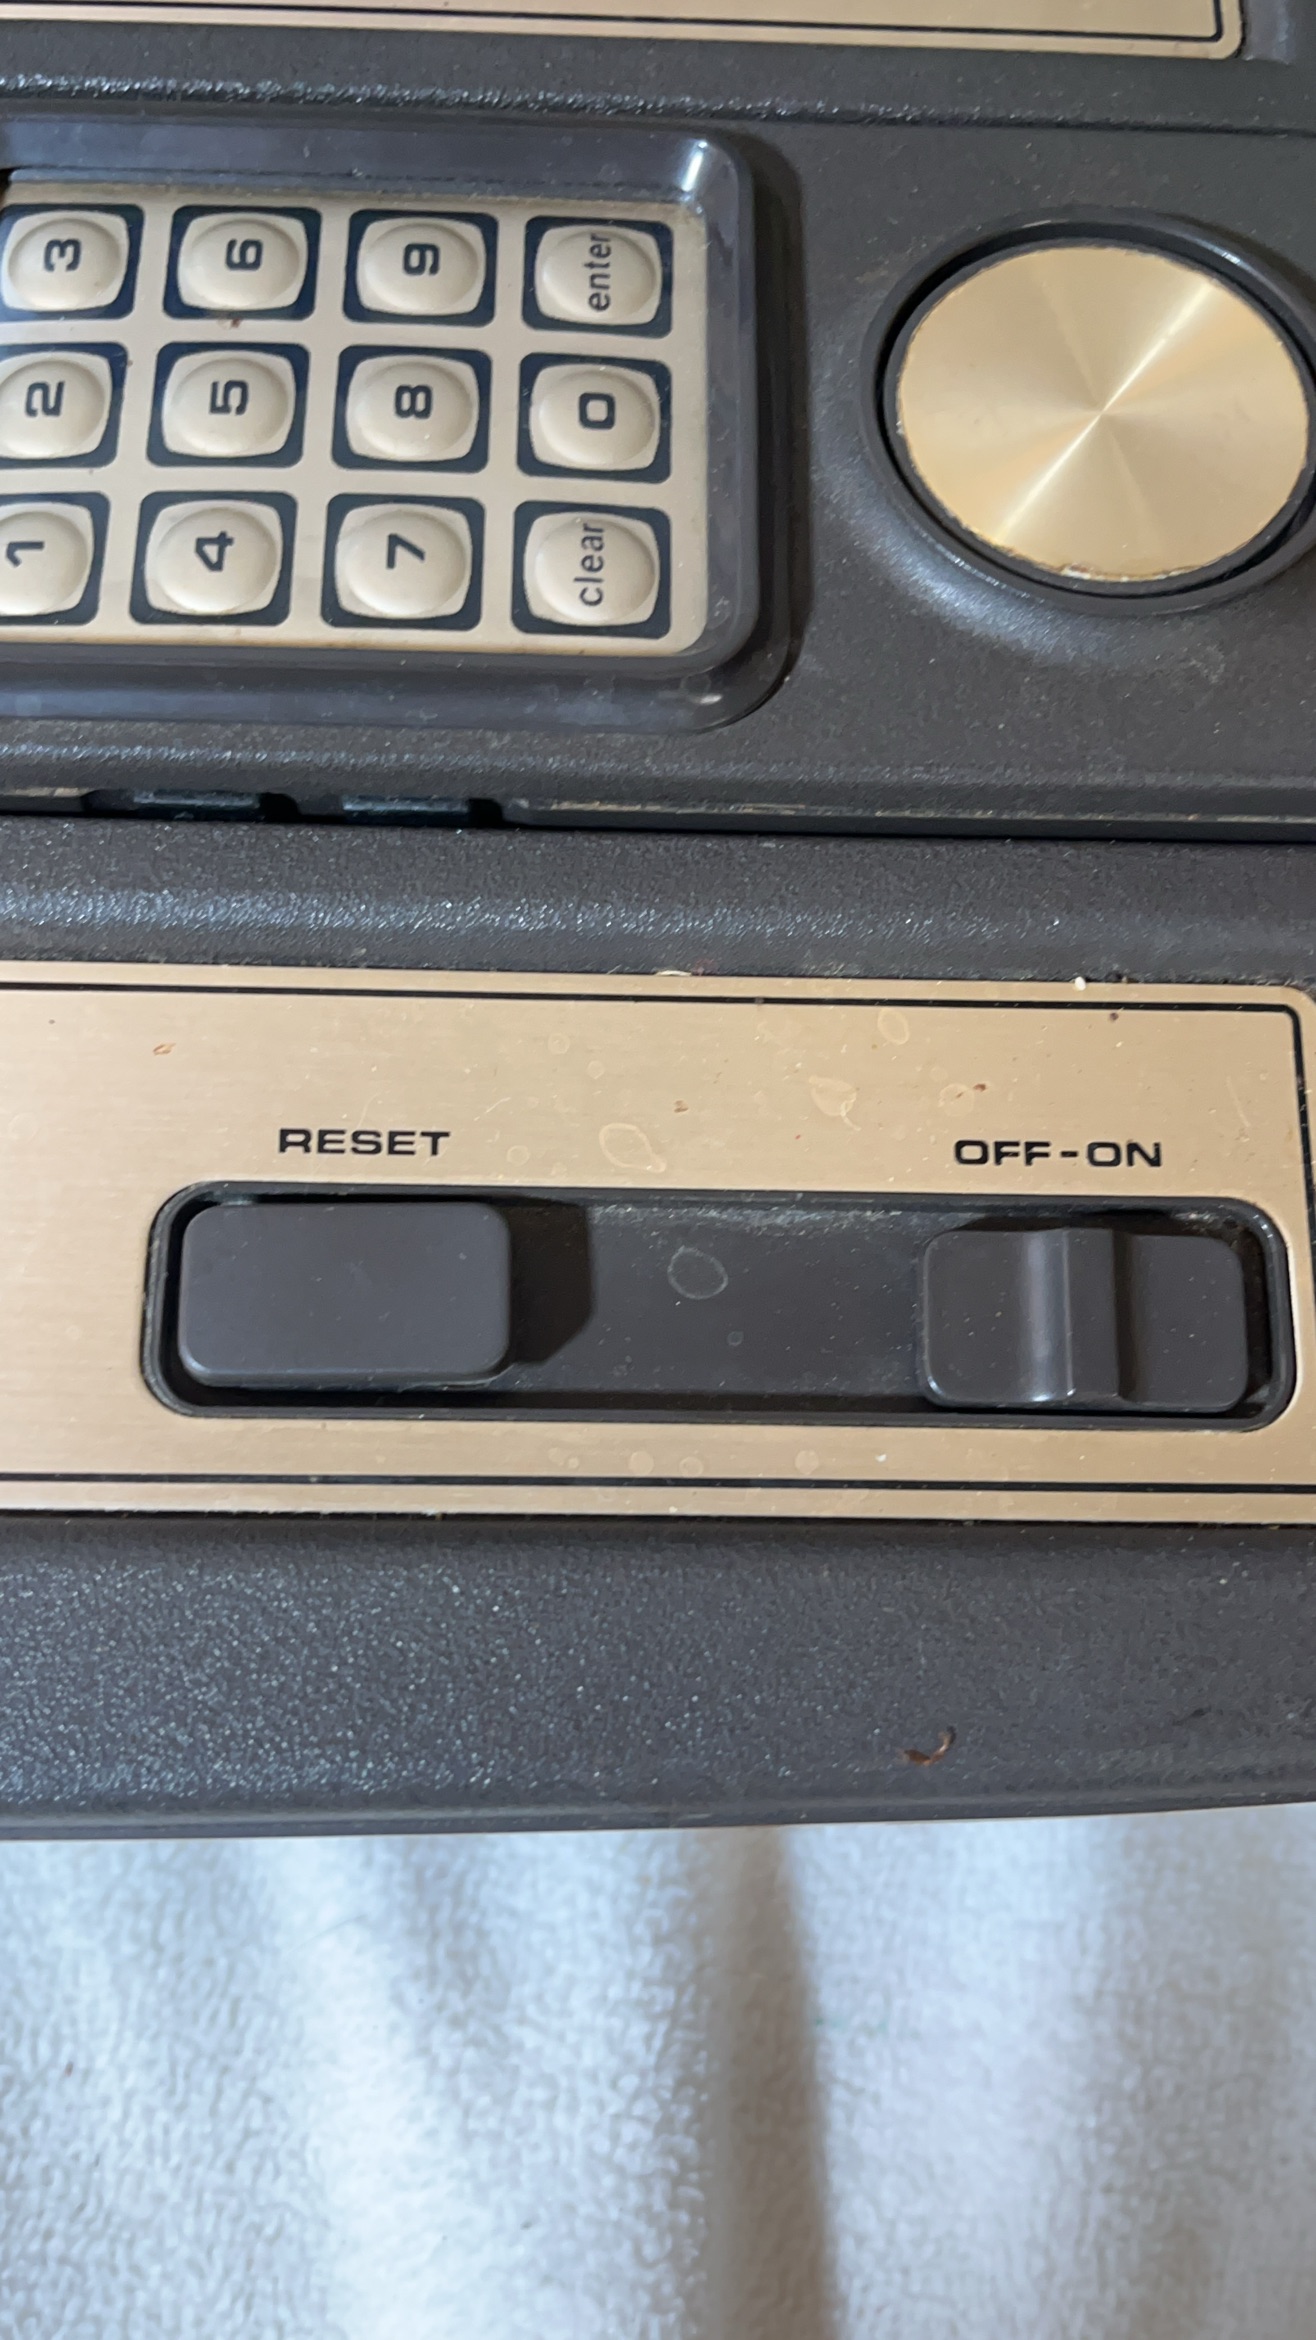 3 6 9 enter
2 5 8 0
1 4 7 clear
RESET OFF-ON